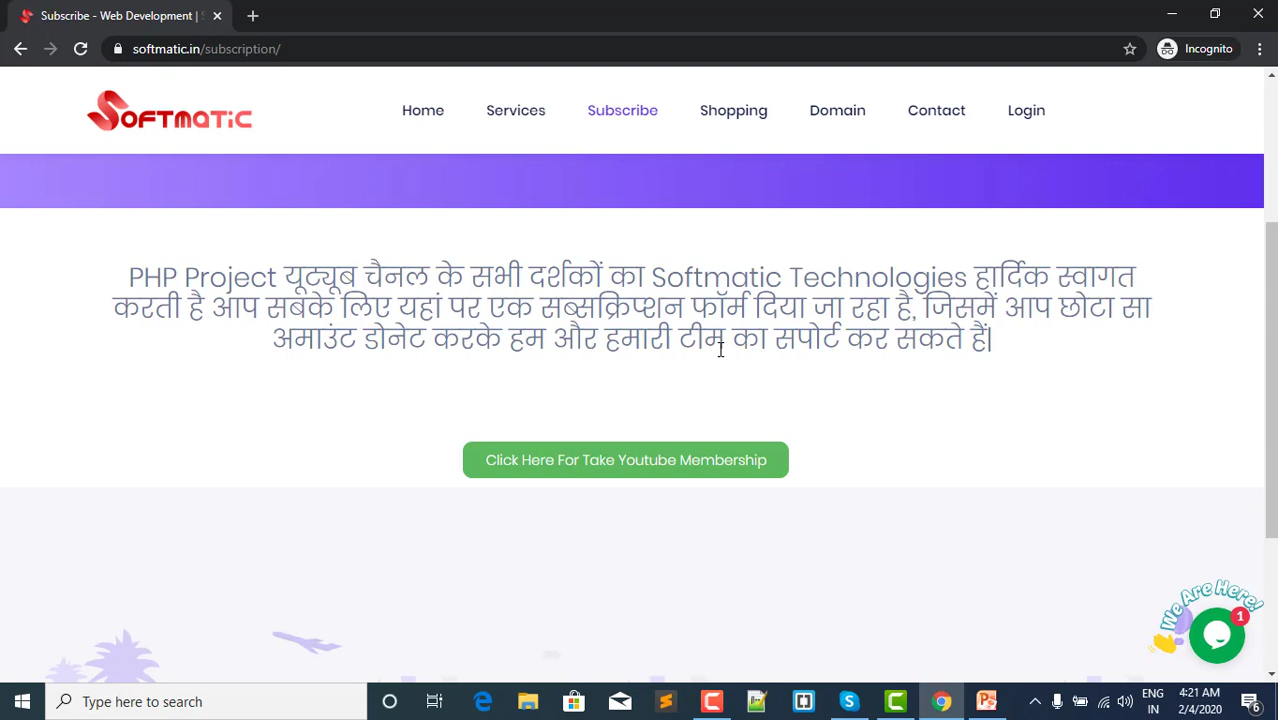 Subscribe - Web Development |
softmatic.in/subscription/
Incognito
SOFTMATIC
Home Services Subscribe Shopping Domain Contact Login
PHP Project यूट्यूब चैनल के सभी दर्शकों का Softmatic Technologies हार्दिक स्वागत
करती है आप सबके लिए यहां पर एक सब्सक्रिप्शन फॉर्म दिया जा रहा है, जिसमें आप छोटा सा
अमाउंट डोनेट करके हम और हमारी टीम का सपोर्ट कर सकते हैं|
Click Here For Take Youtube Membership
We Are Here!
1
Type here to search
ENG
IN
4:21 AM
2/4/2020
6